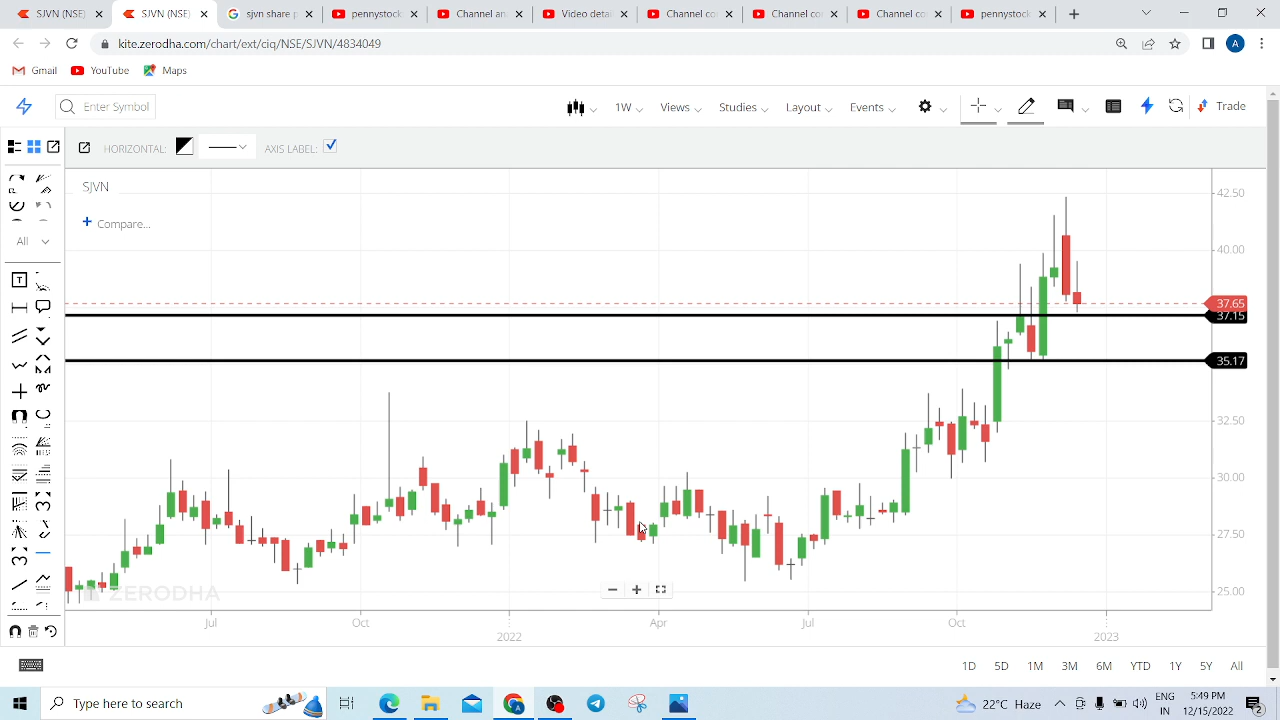 SJVN (NSE
SJVN (NSE
sjvn share p
pennystock
Channel an
Video detai
Channel co
Channel con
Channel con
pennystock
kite.zerodha.com/chart/ext/ciq/NSE/SJVN/4834049
A
Gmail YouTube Maps
Enter Symbol 1W Views Studies Layout Events Trade
HORIZONTAL: AXIS LABEL:
SJVN
Compare...
All
T
42.50
40.00
37.65
37.15
35.17
32.50
30.00
27.50
25.00
ZERODHA
Jul Oct 2022 Apr Jul Oct 2023
1D 5D 1M 3M 6M YTD 1Y 5Y All
Type here to search
22°C Haze
ENG
IN
5:49 PM
12/15/2022
2